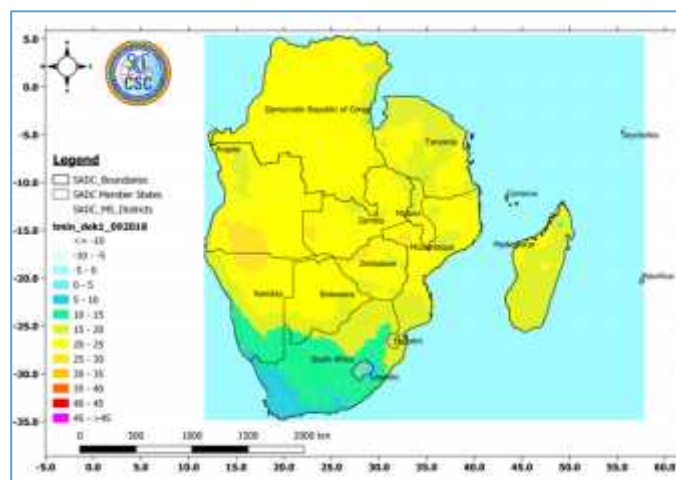 5.0
0.0
-5.0
-10.0
-15.0
-20.0
-25.0
-30.0
-35.0
CSC
Democratic Republic of Congo
Angola
Tanzania
Seychelles
Comoros
Zambia
Malawi
Mozambique
Madagascar
Zimbabwe
Mauritius
Namibia
Botswana
South Africa
Lesotho
Legend
SADC_Boundaries
SADC Member States
SADC_MS_Districts
tmin_dek1_092018
<= -10
-10 - -5
-5 - 0
0 - 5
5 - 10
10 - 15
15 - 20
20 - 25
25 - 30
30 - 35
35 - 40
40 - 45
45 - >45
0 500 1000 1500 2000 km
-5.0 0.0 5.0 10.0 15.0 20.0 25.0 30.0 35.0 40.0 45.0 50.0 55.0 60.0